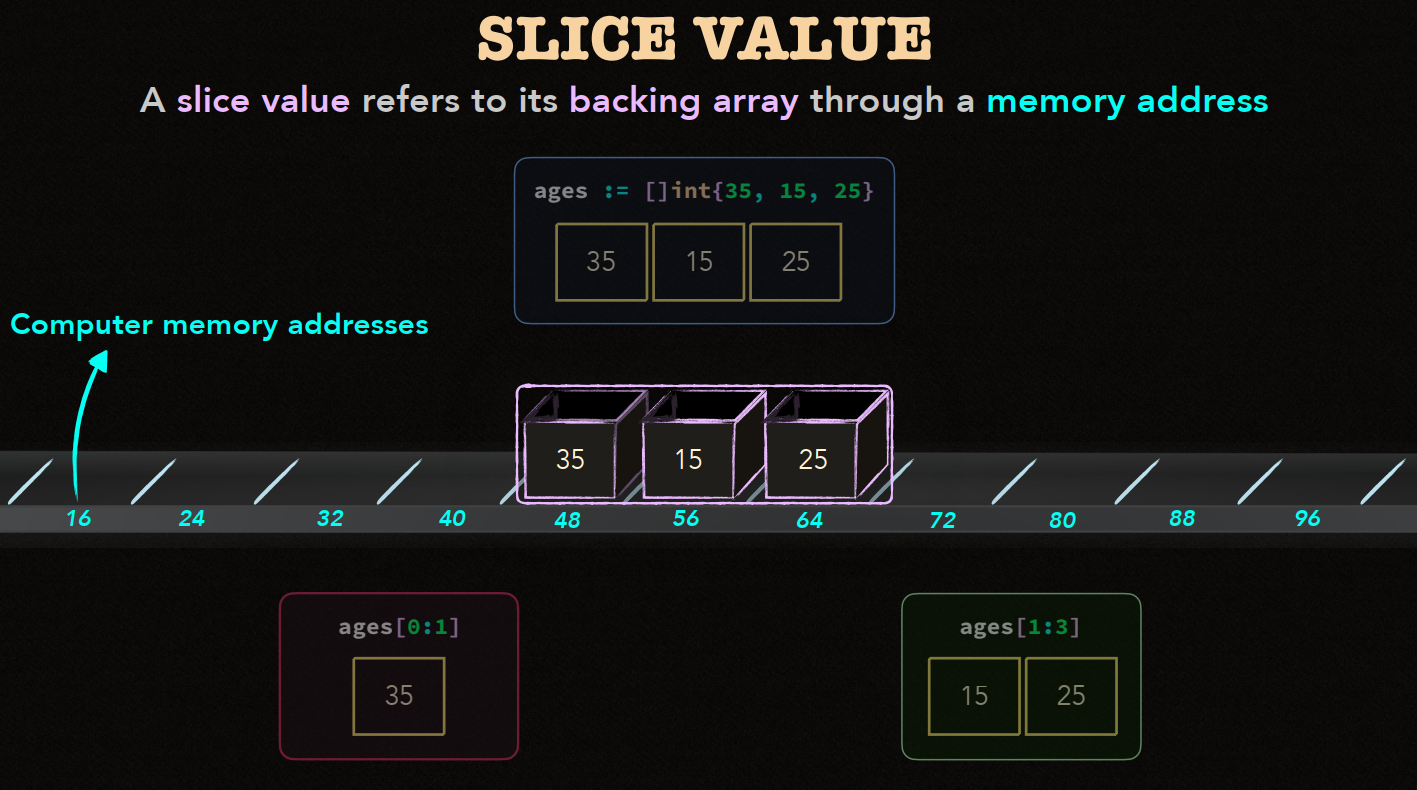 SLICE VALUE
A slice value refers to its backing array through a memory address
ages := []int{35, 15, 25}
35 15 25
Computer memory addresses
35 15 25
16 24 32 40 48 56 64 72 80 88 96
ages[0:1]
35
ages[1:3]
15 25